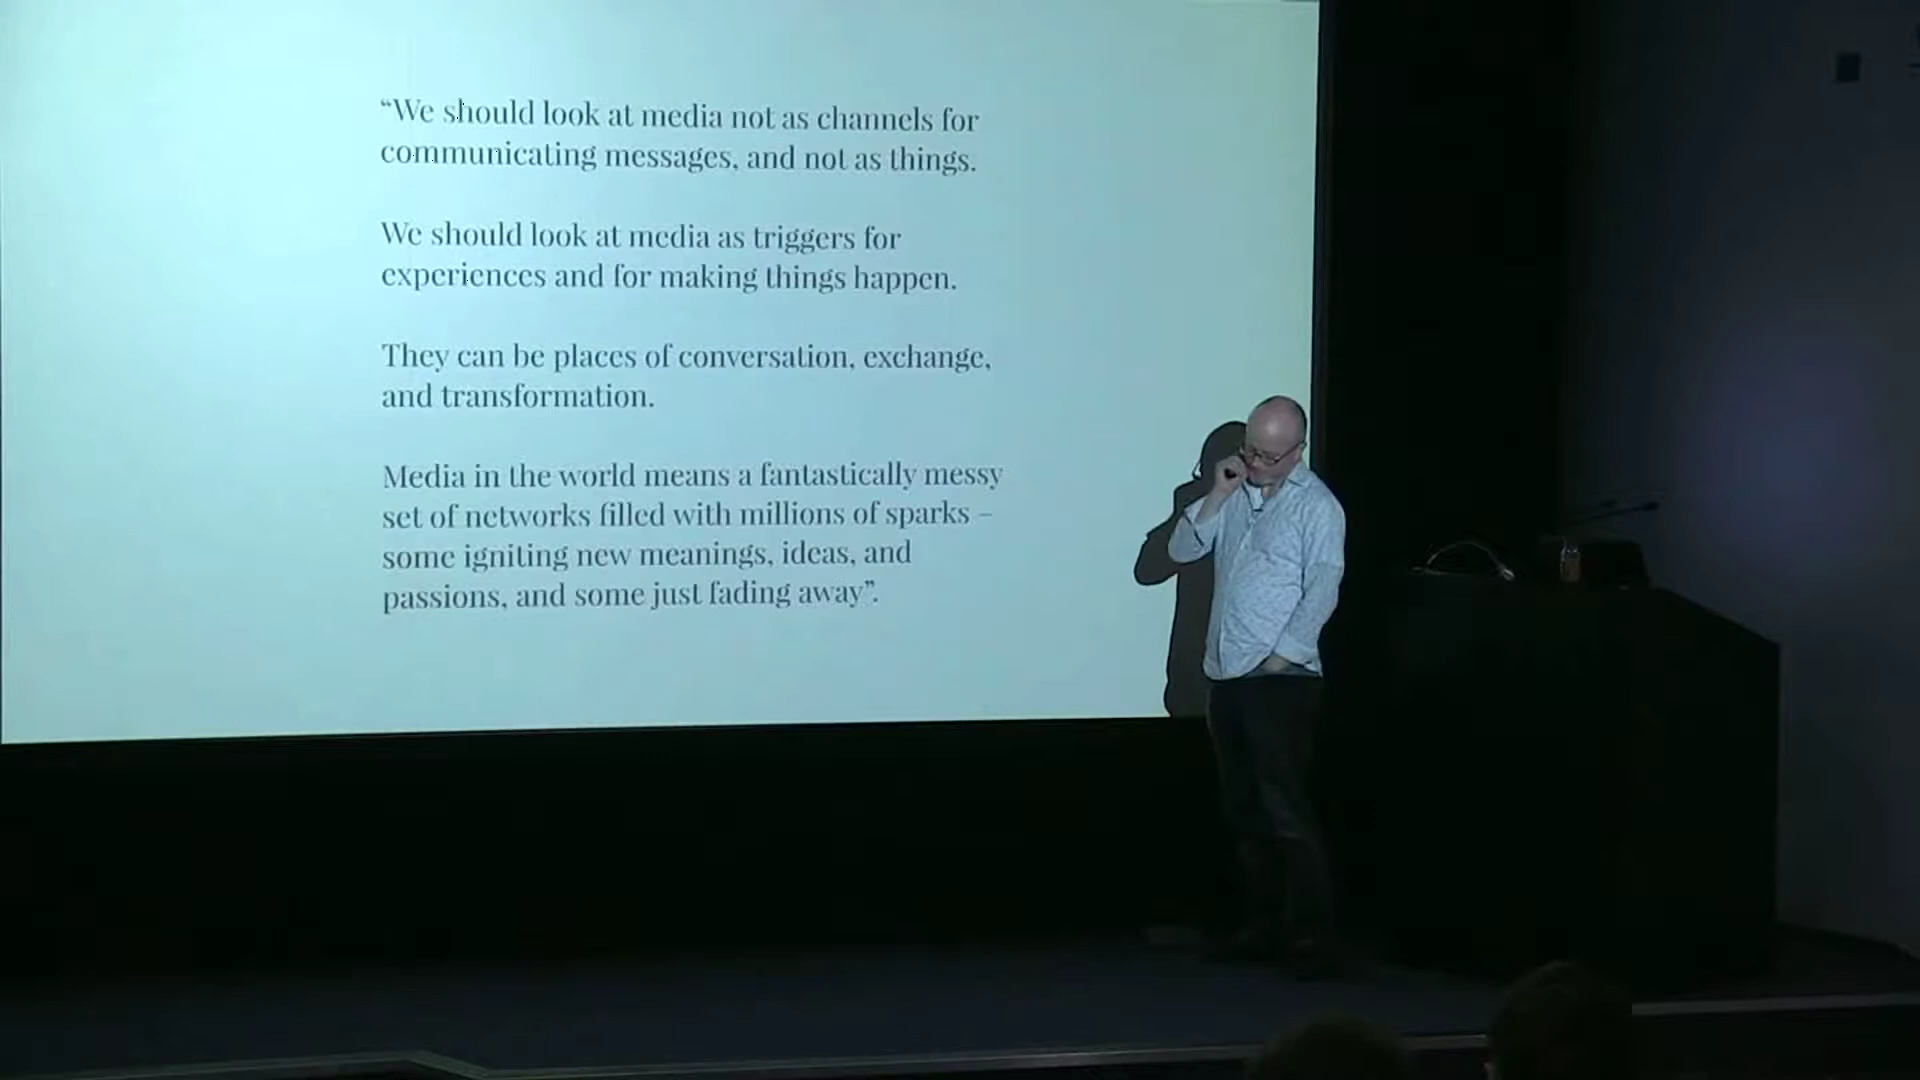 “We should look at media not as channels for
communicating messages, and not as things.
We should look at media as triggers for
experiences and for making things happen.
They can be places of conversation, exchange,
and transformation.
Media in the world means a fantastically messy
set of networks filled with millions of sparks –
some igniting new meanings, ideas, and
passions, and some just fading away”.